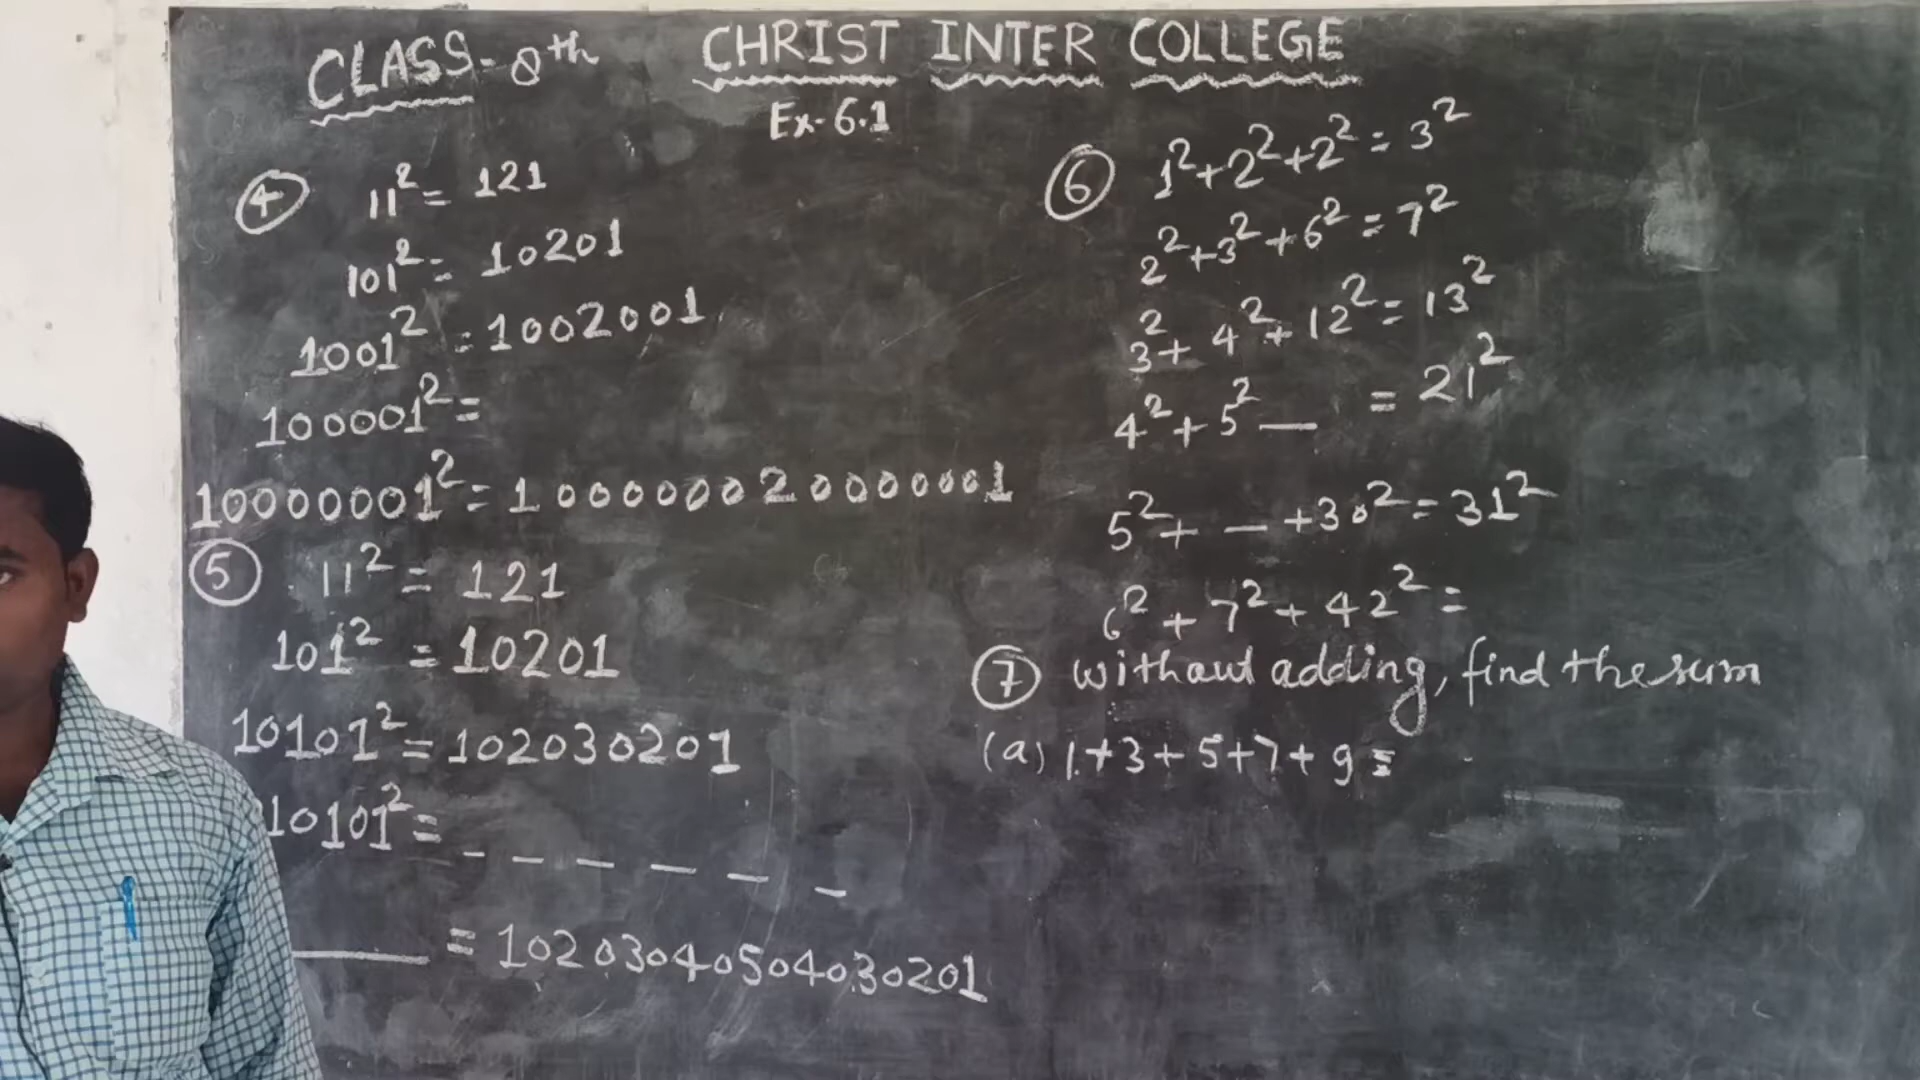 CLASS- 8th
CHRIST INTER COLLEGE
Ex- 6.1
④ 11² = 121
101² = 10201
1001² = 1002001
100001² =
10000001² = 100000020000001
⑤ 11² = 121
101² = 10201
10101² = 102030201
10101² = _ _ _ _ _ _
___ = 10203040504030201
⑥ 1² + 2² + 2² = 3²
2² + 3² + 6² = 7²
3² + 4² + 12² = 13²
4² + 5² _ = 21²
5² + _ + 30² = 31²
6² + 7² + 42² =
⑦ without adding, find the sum
(a) 1 + 3 + 5 + 7 + 9 =